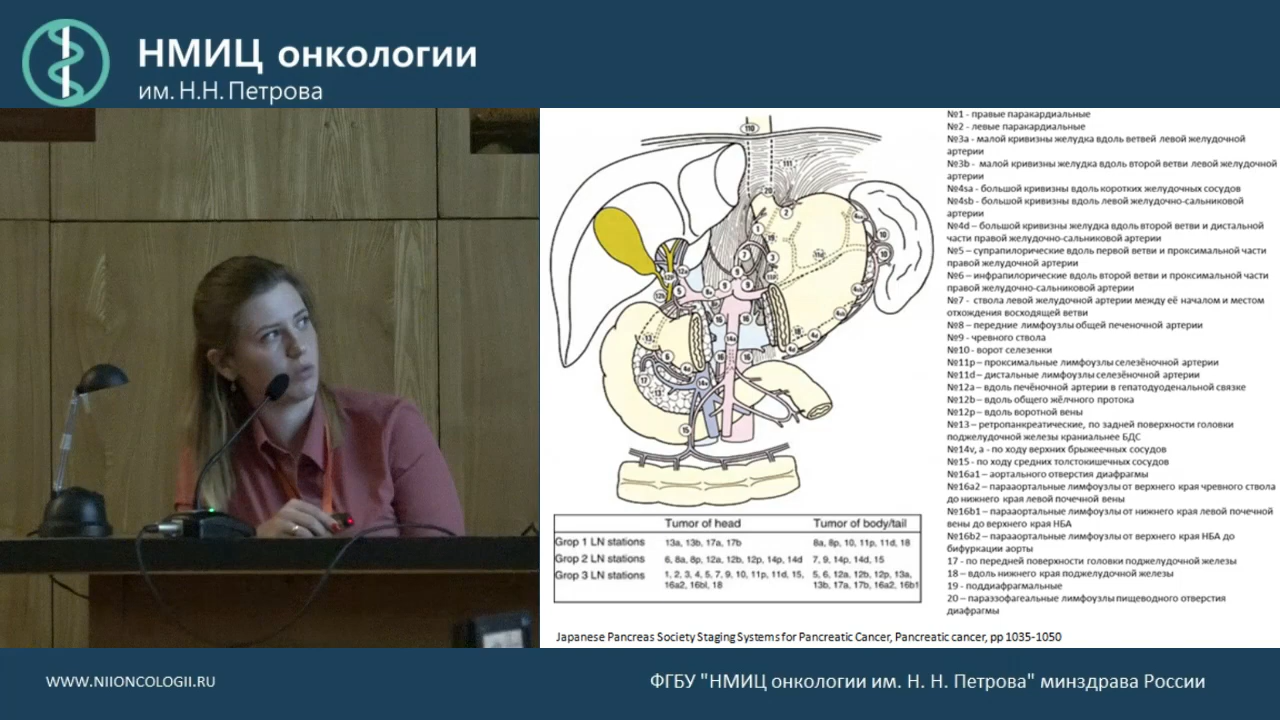 НМИЦ онкологии
им. Н.Н. Петрова
№1 - правые паракардиальные
№2 - левые паракардиальные
№3a - малой кривизны желудка вдоль ветвей левой желудочной
артерии
№3b - малой кривизны желудка вдоль второй ветви левой желудочной
артерии
№4sa - большой кривизны вдоль коротких желудочных сосудов
№4sb - большой кривизны вдоль левой желудочно-сальниковой
артерии
№4d – большой кривизны желудка вдоль второй ветви и дистальной
части правой желудочно-сальниковой артерии
№5 – супрапилорические вдоль первой ветви и проксимальной части
правой желудочной артерии
№6 – инфрапилорические вдоль второй ветви и проксимальной части
правой желудочно-сальниковой артерии
№7 - ствола левой желудочной артерии между её началом и местом
отхождения восходящей ветви
№8 – передние лимфоузлы общей печеночной артерии
№9 - чревного ствола
№10 - ворот селезенки
№11p – проксимальные лимфоузлы селезёночной артерии
№11d – дистальные лимфоузлы селезёночной артерии
№12a – вдоль печёночной артерии в гепатодуоденальной связке
№12b – вдоль общего жёлчного протока
№12p – вдоль воротной вены
№13 – ретропанкреатические, по задней поверхности головки
поджелудочной железы краниальнее БДС
№14v, a - по ходу верхних брыжеечных сосудов
№15 - по ходу средних толстокишечных сосудов
№16a1 – аортального отверстия диафрагмы
№16a2 – парааортальные лимфоузлы от верхнего края чревного ствола
до нижнего края левой почечной вены
№16b1 – парааортальные лимфоузлы от нижнего края левой почечной
вены до верхнего края НБА
№16b2 – парааортальные лимфоузлы от верхнего края НБА до
бифуркации аорты
17 - по передней поверхности головки поджелудочной железы
18 – вдоль нижнего края поджелудочной железы
19 - поддиафрагмальные
20 – параэзофагеальные лимфоузлы пищеводного отверстия
диафрагмы
110
111
20
Tumor of head Tumor of body/tail
Grop 1 LN stations 13a, 13b, 17a, 17b 8a, 8p, 10, 11p, 11d, 18
Grop 2 LN stations 6, 8a, 8p, 12a, 12b, 12p, 14p, 14d 7, 9, 14p, 14d, 15
Grop 3 LN stations 1, 2, 3, 4, 5, 7, 9, 10, 11p, 11d, 15, 5, 6, 12a, 12b, 12p, 13a,
16a2, 16bl, 18 13b, 17a, 17b, 16a2, 16b1
Japanese Pancreas Society Staging Systems for Pancreatic Cancer, Pancreatic cancer, pp 1035-1050
WWW.NIIONCOLOGII.RU
ФГБУ "НМИЦ онкологии им. Н. Н. Петрова" минздрава России